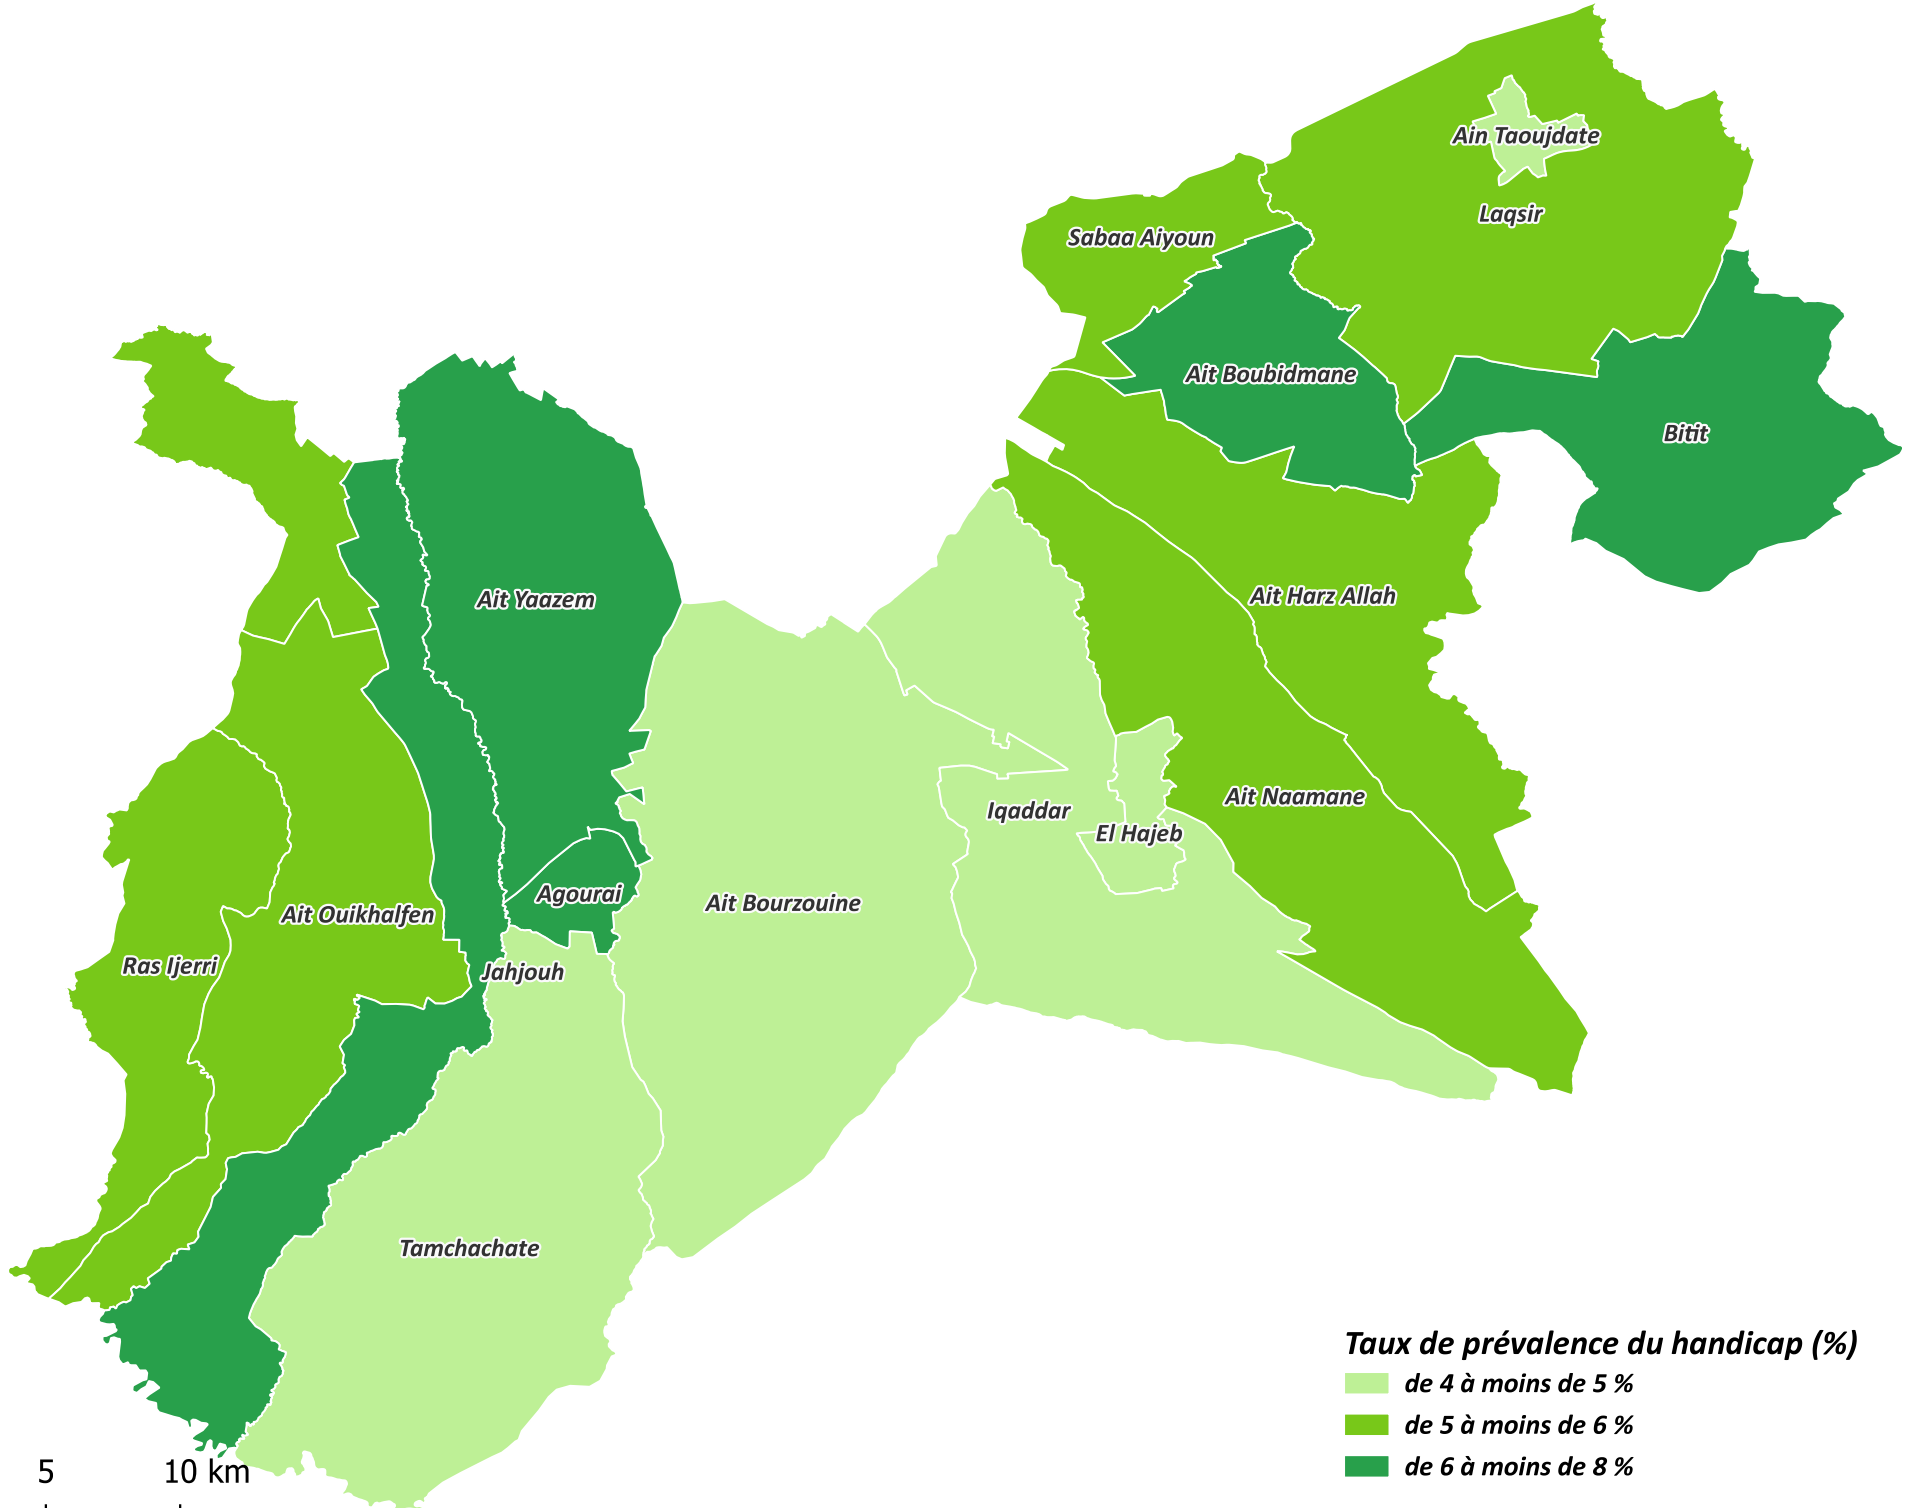 Ain Taoujdate
Laqsir
Sabaa Aiyoun
Ait Boubidmane
Bitit
Ait Yaazem
Ait Harz Allah
Ait Naamane
Iqaddar
El Hajeb
Agourai
Ait Bourzouine
Ait Ouikhalfen
Ras Ijerri
Jahjouh
Tamchachate
Taux de prévalence du handicap (%)
de 4 à moins de 5 %
de 5 à moins de 6 %
de 6 à moins de 8 %
5 10 km